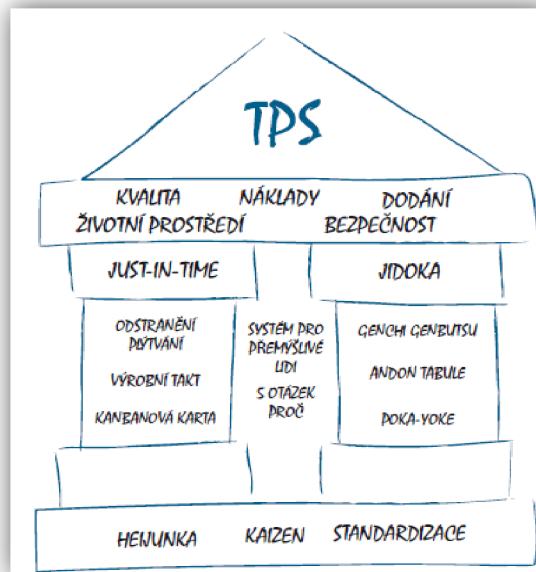 TPS
KVALITA NÁKLADY DODÁNÍ
ŽIVOTNÍ PROSTŘEDÍ BEZPEČNOST
JUST-IN-TIME
JIDOKA
ODSTRANĚNÍ
PLÝTVÁNÍ
VÝROBNÍ TAKT
KANBANOVÁ KARTA
SYSTÉM PRO
PŘEMÝŠLIVÉ
LIDI
5 OTÁZEK
PROČ
GENCHI GENBUTSU
ANDON TABULE
POKA-YOKE
HEIJUNKA KAIZEN STANDARDIZACE